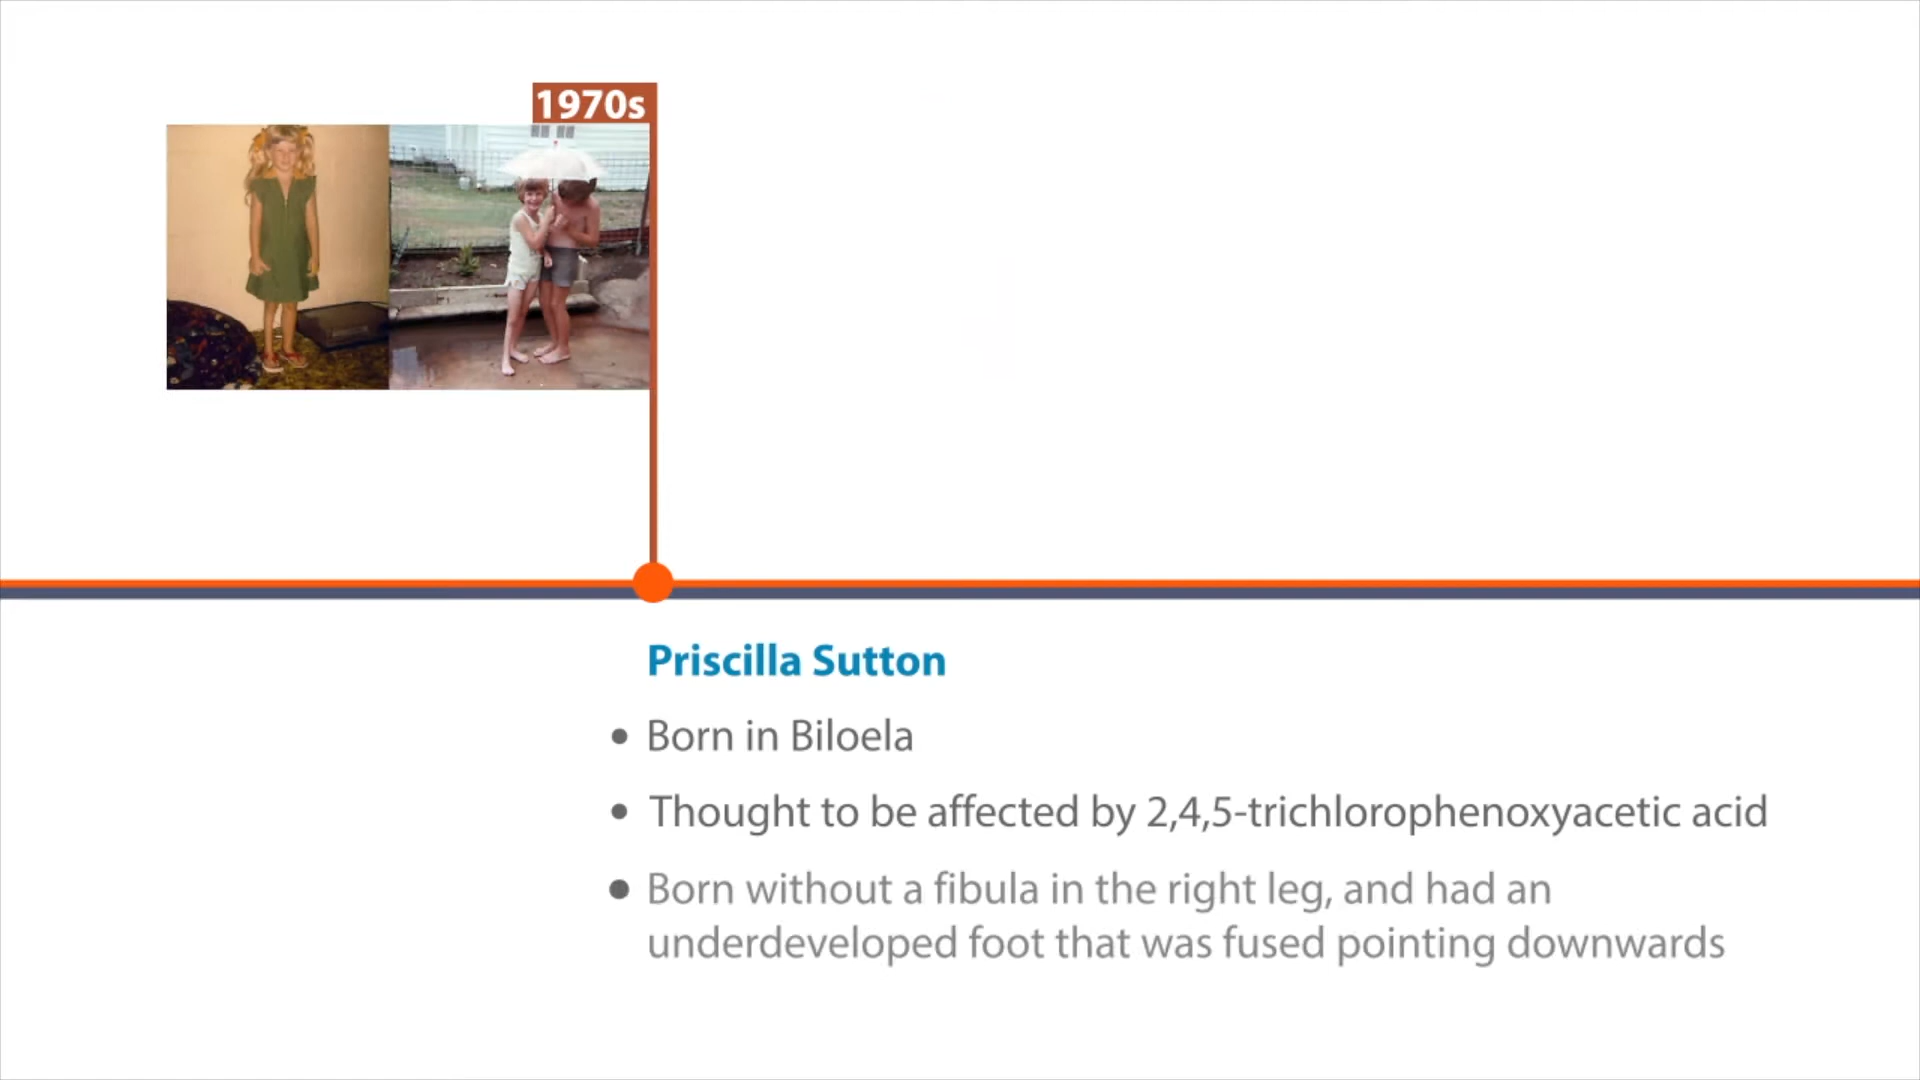 1970s
Priscilla Sutton
• Born in Biloela
• Thought to be affected by 2,4,5-trichlorophenoxyacetic acid
• Born without a fibula in the right leg, and had an
underdeveloped foot that was fused pointing downwards